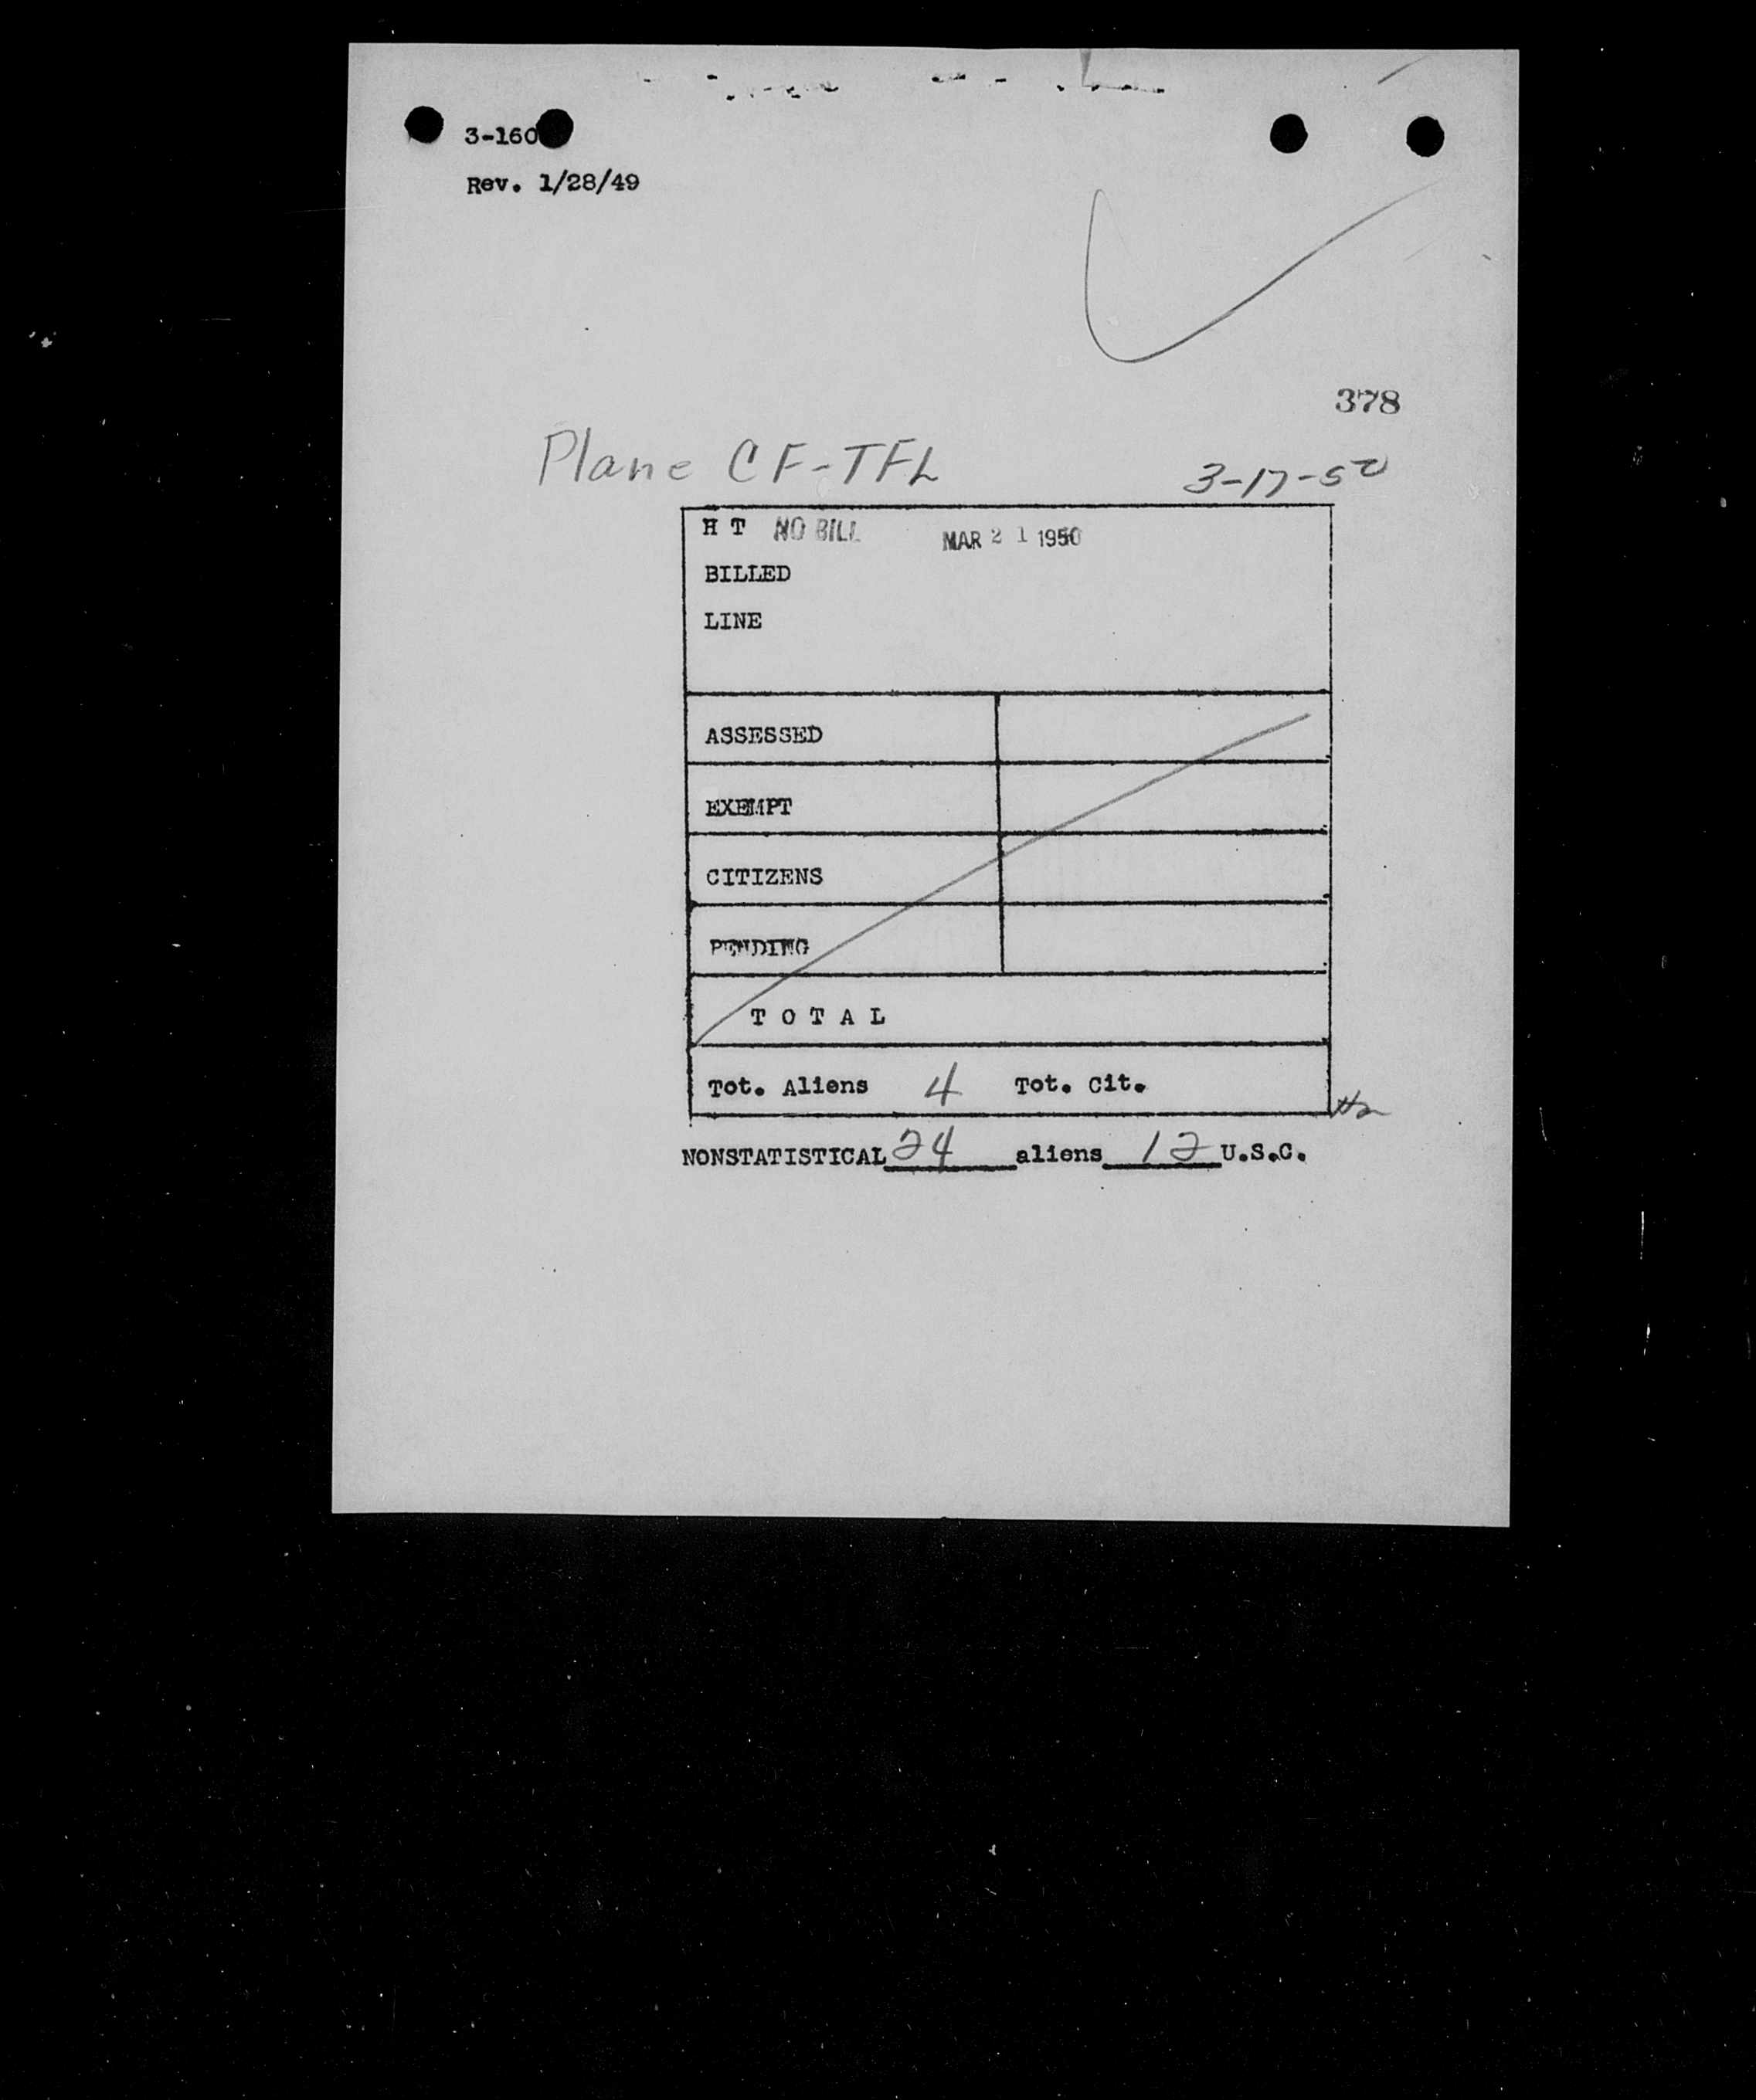 3-160
Rev. 1/28/49
378
Plane CF-TFL 3-17-50
H T NO BILL MAR 21 1950
BILLED
LINE
ASSESSED
EXEMPT
CITIZENS
PENDING
T O T A L
Tot. Aliens 4 Tot. Cit.
NONSTATISTICAL 24 aliens 12 U.S.C.